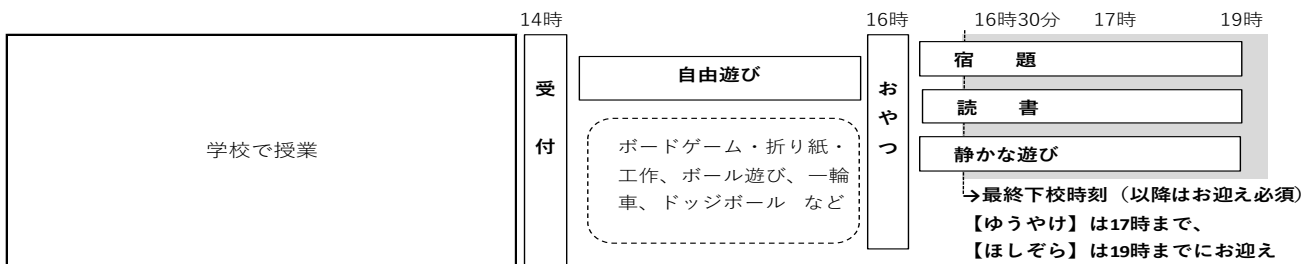 14時
16時
16時30分
17時
19時
学校で授業
受付
自由遊び
ボードゲーム・折り紙・
工作、ボール遊び、一輪
車、ドッジボール など
おやつ
宿 題
読 書
静かな遊び
→最終下校時刻（以降はお迎え必須）
【ゆうやけ】は17時まで、
【ほしぞら】は19時までにお迎え